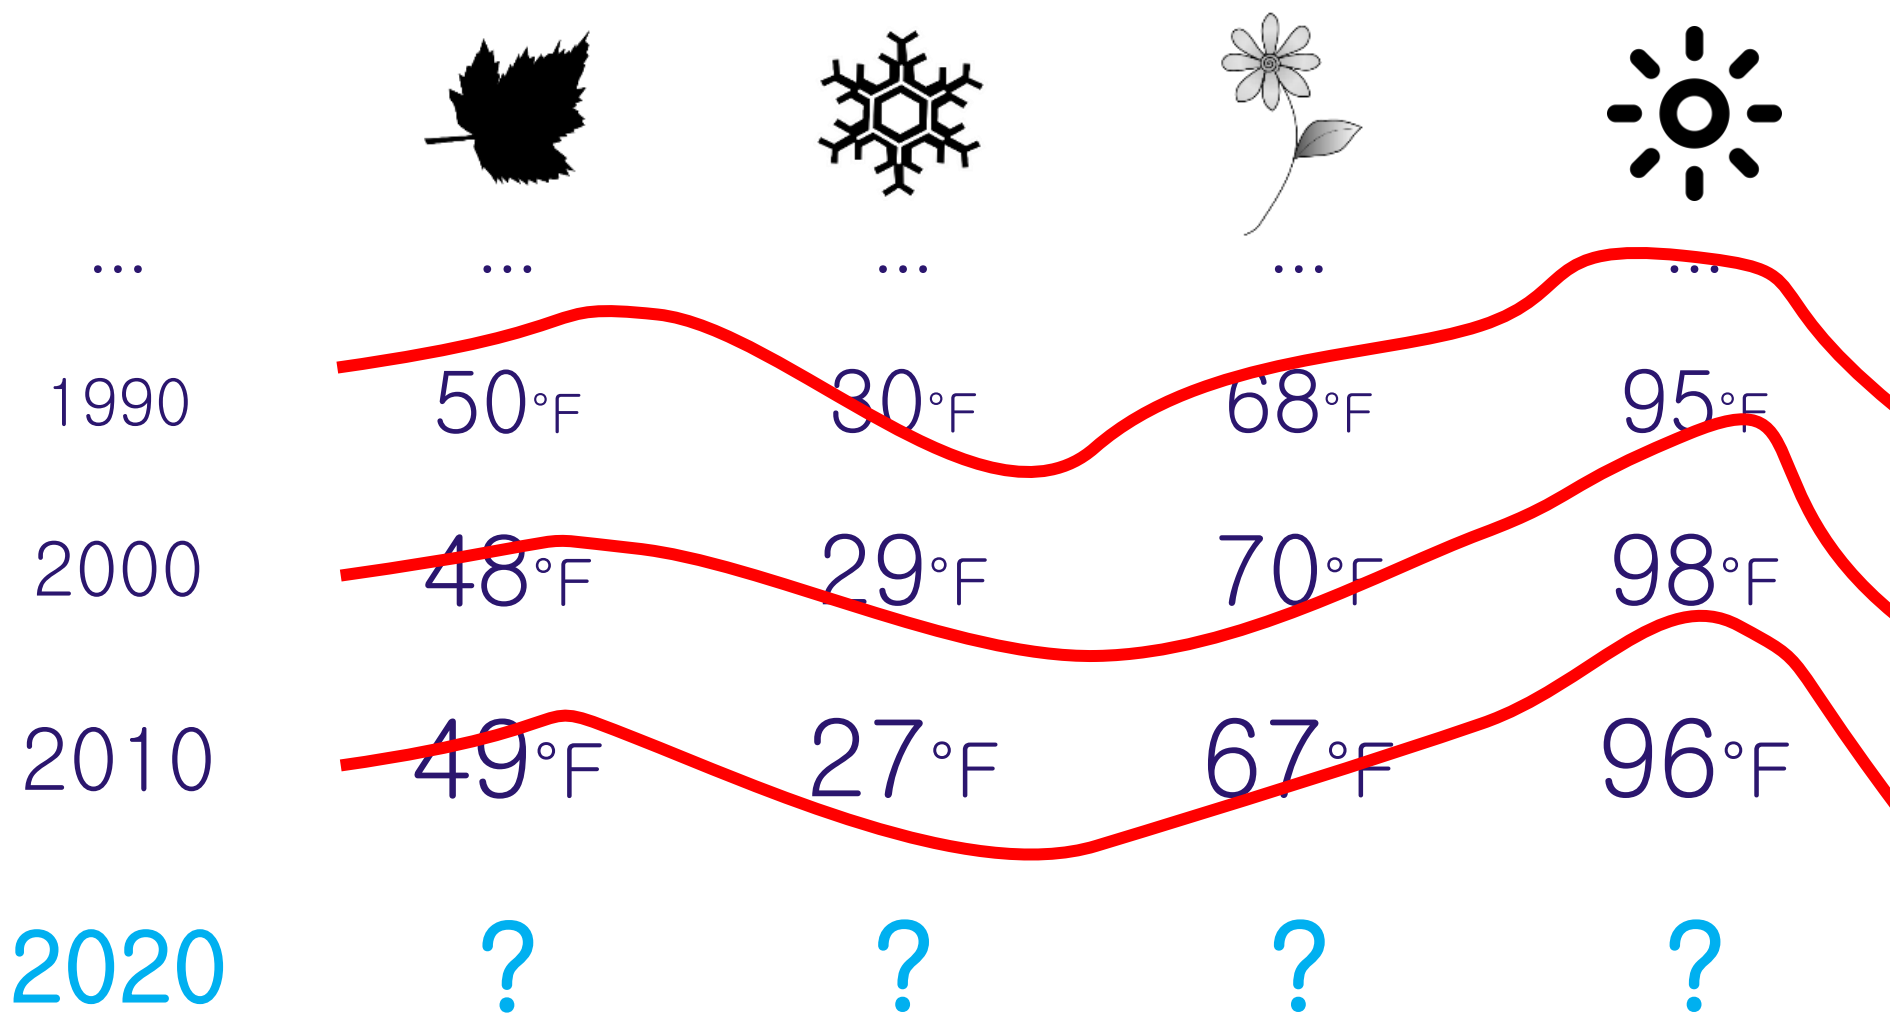 ... ... ... ... ...
1990 50°F 30°F 68°F 95°F
2000 48°F 29°F 70°F 98°F
2010 49°F 27°F 67°F 96°F
2020 ? ? ? ?